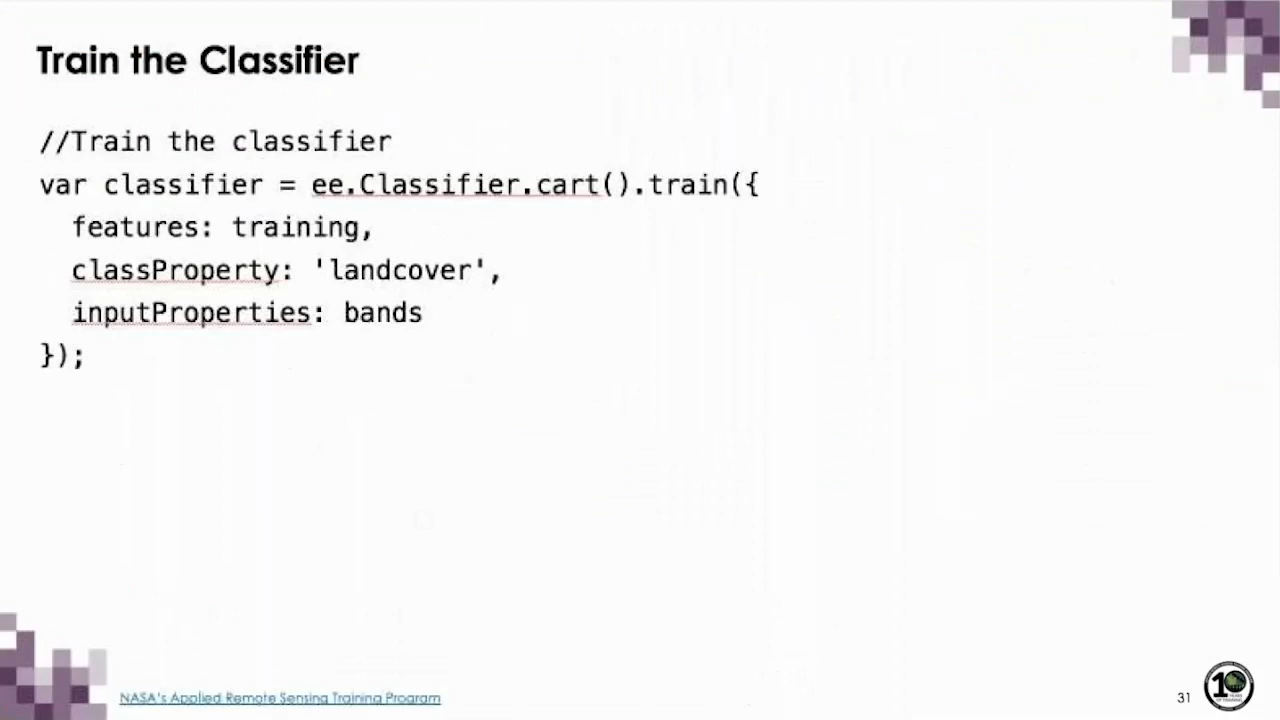 Train the Classifier
//Train the classifier
var classifier = ee.Classifier.cart().train({
  features: training,
  classProperty: 'landcover',
  inputProperties: bands
});
NASA's Applied Remote Sensing Training Program
31
10